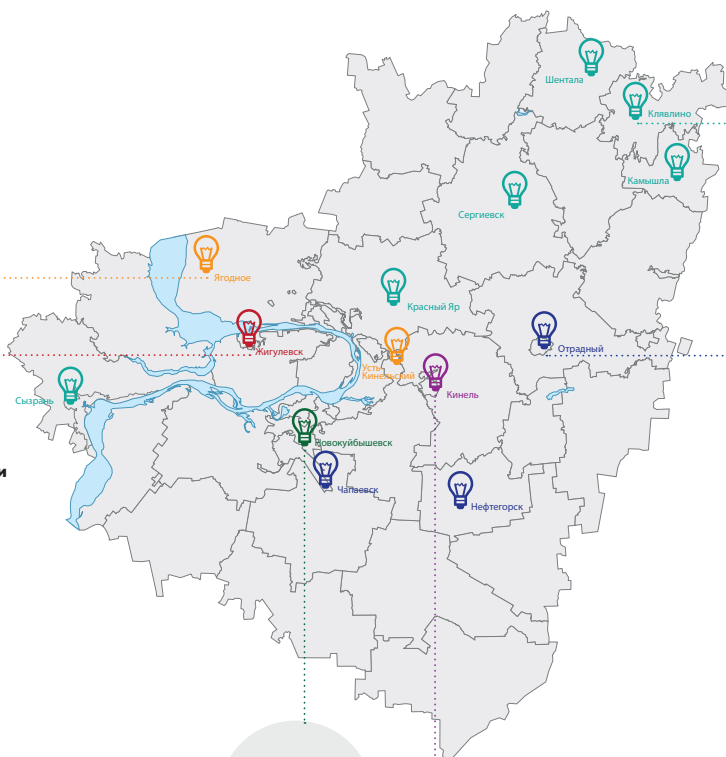 Шентала
Клявлино
Камышла
Сергиевск
Ягодное
Красный Яр
Жигулевск
Отрадный
Усть
Кинельский
Кинель
Сызрань
Новокуйбышевск
и
Чапаевск
Нефтегорск